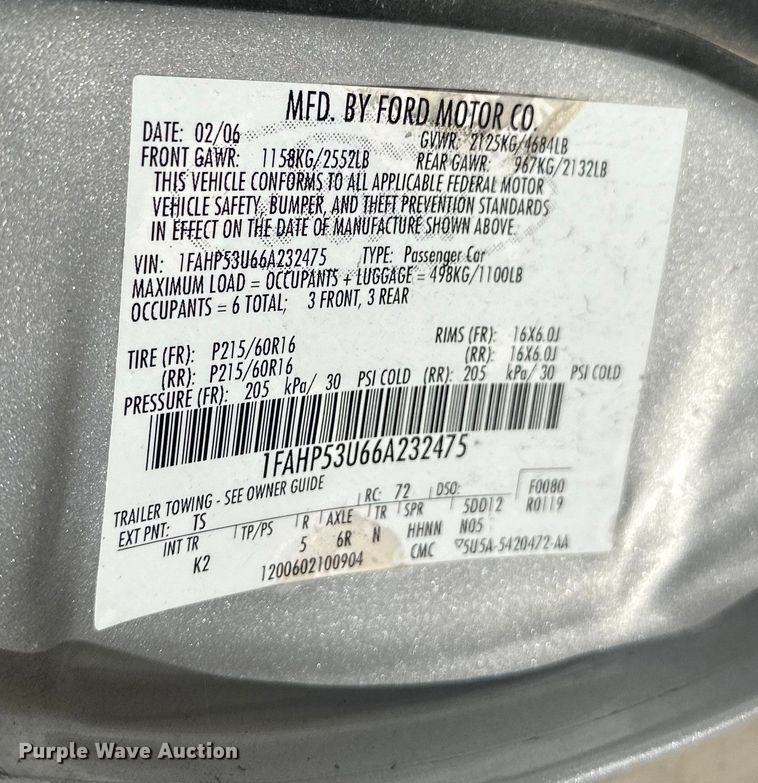 MFD. BY FORD MOTOR CO.
DATE: 02/06 GVWR: 2125KG/4684LB
FRONT GAWR: 1158KG/2552LB REAR GAWR: 967KG/2132LB
THIS VEHICLE CONFORMS TO ALL APPLICABLE FEDERAL MOTOR
VEHICLE SAFETY, BUMPER, AND THEFT PREVENTION STANDARDS
IN EFFECT ON THE DATE OF MANUFACTURE SHOWN ABOVE.
VIN: 1FAHP53U66A232475 TYPE: Passenger Car
MAXIMUM LOAD = OCCUPANTS + LUGGAGE = 498KG/1100LB
OCCUPANTS = 6 TOTAL; 3 FRONT, 3 REAR
TIRE (FR): P215/60R16 RIMS (FR): 16X6.0J
(RR): P215/60R16 (RR): 16X6.0J
PRESSURE (FR): 205 kPa/ 30 PSI COLD (RR): 205 kPa/ 30 PSI COLD
1FAHP53U66A232475
TRAILER TOWING - SEE OWNER GUIDE RC: 72 DSO: F0080
EXT PNT: TS 5DD12 R0119
INT TR TP/PS R AXLE TR SPR N05
K2 5 6R N HHNN
1200602100904 CMC ▽5U5A-5420472-AA
Purple Wave Auction